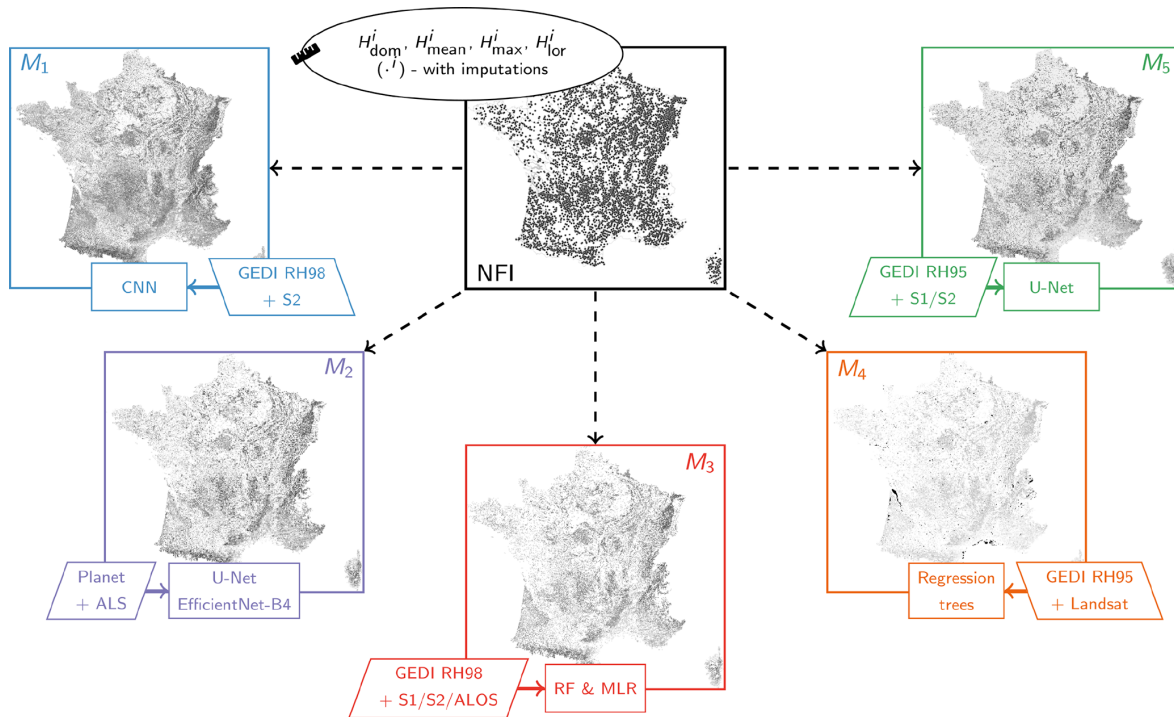 H^i_dom, H^i_mean, H^i_max, H^i_lor
(·^i) - with imputations
NFI
M₁
CNN
GEDI RH98
+ S2
M₅
GEDI RH95
+ S1/S2
U-Net
M₂
Planet
+ ALS
U-Net
EfficientNet-B4
M₃
GEDI RH98
+ S1/S2/ALOS
RF & MLR
M₄
Regression
trees
GEDI RH95
+ Landsat